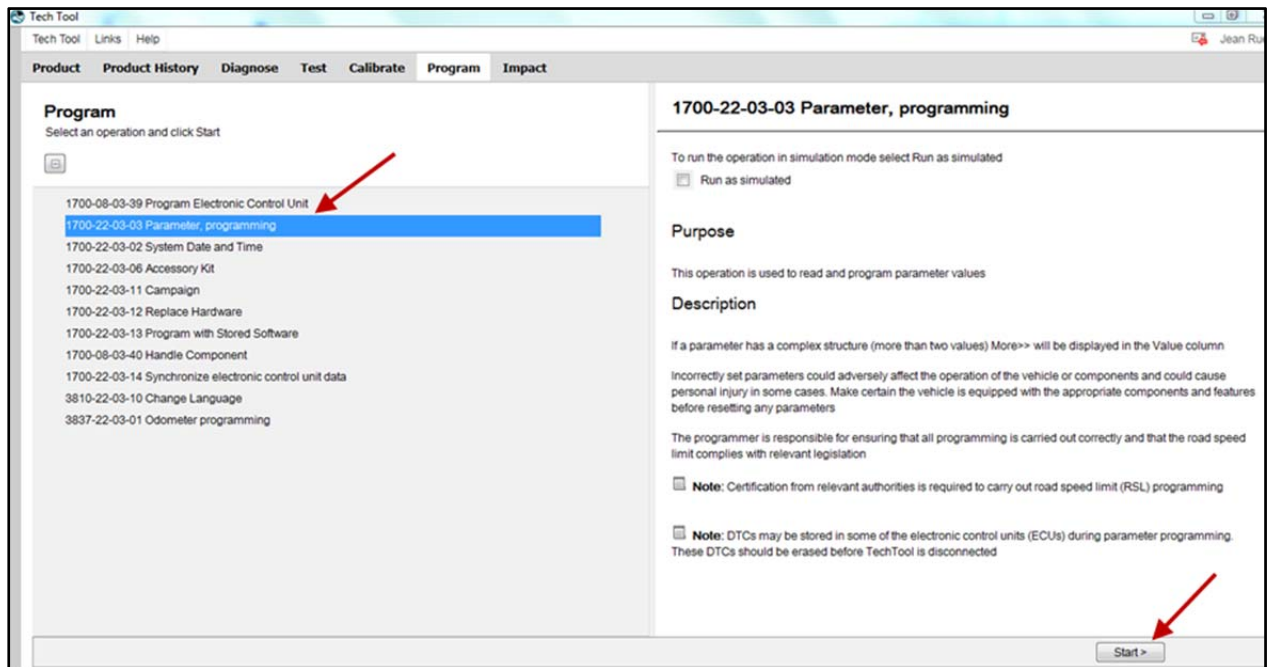 Tech Tool
Tech Tool Links Help
Jean
Product Product History Diagnose Test Calibrate Program Impact
Program
Select an operation and click Start
1700-08-03-39 Program Electronic Control Unit
1700-22-03-03 Parameter, programming
1700-22-03-02 System Date and Time
1700-22-03-06 Accessory Kit
1700-22-03-11 Campaign
1700-22-03-12 Replace Hardware
1700-22-03-13 Program with Stored Software
1700-08-03-40 Handle Component
1700-22-03-14 Synchronize electronic control unit data
3810-22-03-10 Change Language
3837-22-03-01 Odometer programming
1700-22-03-03 Parameter, programming
To run the operation in simulation mode select Run as simulated
Run as simulated
Purpose
This operation is used to read and program parameter values
Description
If a parameter has a complex structure (more than two values) More>> will be displayed in the Value column
Incorrectly set parameters could adversely affect the operation of the vehicle or components and could cause
personal injury in some cases. Make certain the vehicle is equipped with the appropriate components and features
before resetting any parameters
The programmer is responsible for ensuring that all programming is carried out correctly and that the road speed
limit complies with relevant legislation
Note: Certification from relevant authorities is required to carry out road speed limit (RSL) programming
Note: DTCs may be stored in some of the electronic control units (ECUs) during parameter programming.
These DTCs should be erased before TechTool is disconnected
Start >